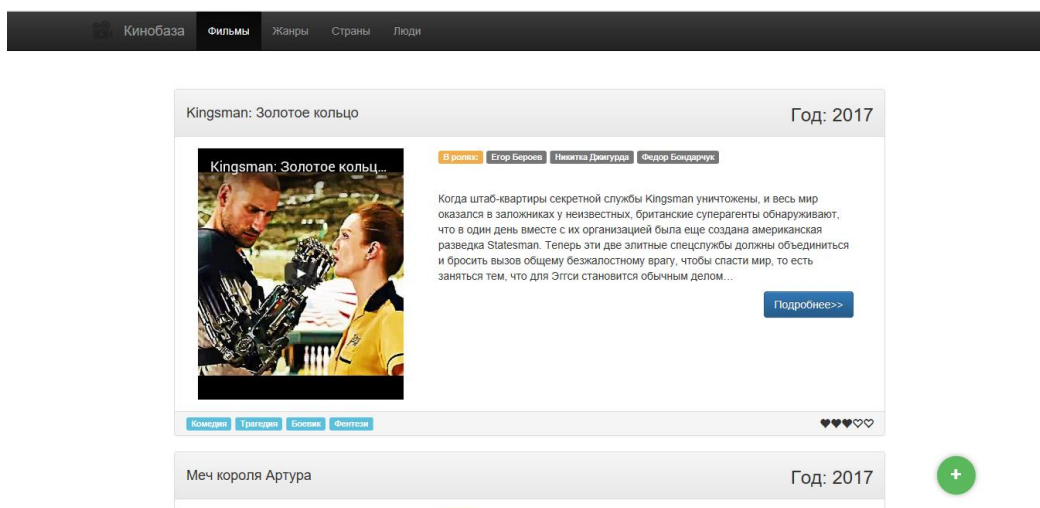 Кинобаза Фильмы Жанры Страны Люди
Kingsman: Золотое кольцо Год: 2017
Kingsman: Золотое кольц...
В ролях: Егор Бероев Никитка Джигурда Федор Бондарчук
Когда штаб-квартиры секретной службы Kingsman уничтожены, и весь мир
оказался в заложниках у неизвестных, британские суперагенты обнаруживают,
что в один день вместе с их организацией была еще создана американская
разведка Statesman. Теперь эти две элитные спецслужбы должны объединиться
и бросить вызов общему безжалостному врагу, чтобы спасти мир, то есть
заняться тем, что для Эггси становится обычным делом…
Подробнее>>
Комедия Трагедия Боевик Фентези
Меч короля Артура Год: 2017
+